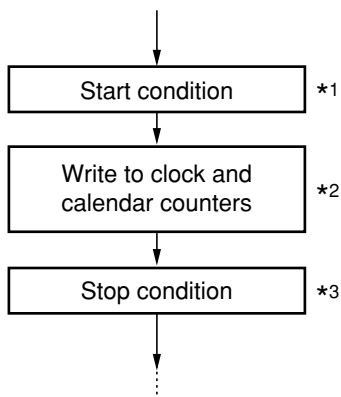 Start condition *1
Write to clock and
calendar counters *2
Stop condition *3